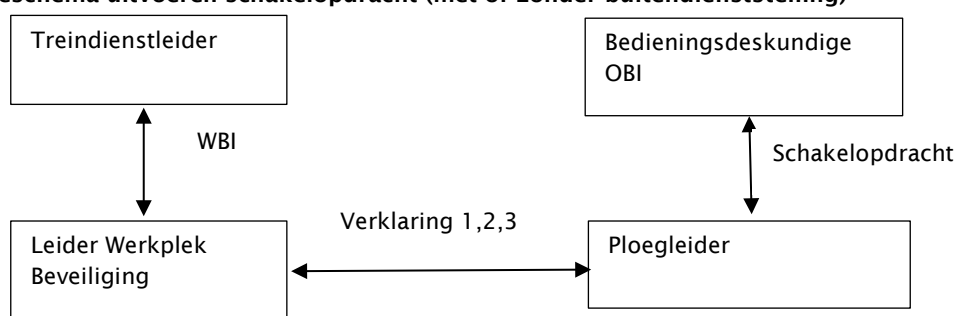 schema uitvoeren schakelopdracht (met of zonder buitendienststelling)
Treindienstleider
Bedieningsdeskundige
OBI
WBI
Schakelopdracht
Verklaring 1,2,3
Leider Werkplek
Beveiliging
Ploegleider